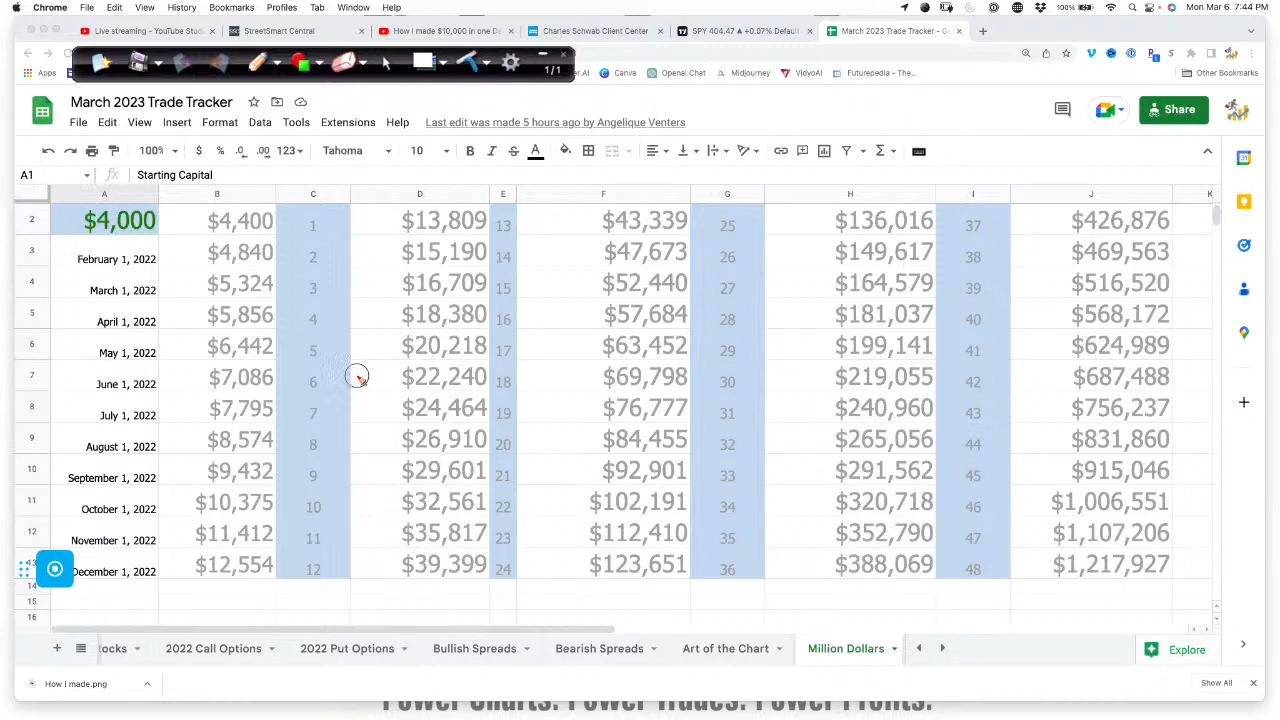 Chrome File Edit View History Bookmarks Profiles Tab Window Help 100% Mon Mar 6 7:44 PM
Live streaming - YouTube Stud StreetSmart Central How I made $10,000 in one De Charles Schwab Client Center SPY 404.47 ▲ +0.07% Default March 2023 Trade Tracker - G
1/1
Apps Canva OpenAI.Chat Midjourney VidyoAI Futurepedia - The... Other Bookmarks
March 2023 Trade Tracker
Share
File Edit View Insert Format Data Tools Extensions Help Last edit was made 5 hours ago by Angelique Venters
100% $ % .0 .00 123 Tahoma 10 B I S A
A1 fx Starting Capital
A B C D E F G H I J K
2 $4,000 $4,400 1 $13,809 13 $43,339 25 $136,016 37 $426,876
3 February 1, 2022 $4,840 2 $15,190 14 $47,673 26 $149,617 38 $469,563
4 March 1, 2022 $5,324 3 $16,709 15 $52,440 27 $164,579 39 $516,520
5 April 1, 2022 $5,856 4 $18,380 16 $57,684 28 $181,037 40 $568,172
6 May 1, 2022 $6,442 5 $20,218 17 $63,452 29 $199,141 41 $624,989
7 June 1, 2022 $7,086 6 $22,240 18 $69,798 30 $219,055 42 $687,488
8 July 1, 2022 $7,795 7 $24,464 19 $76,777 31 $240,960 43 $756,237
9 August 1, 2022 $8,574 8 $26,910 20 $84,455 32 $265,056 44 $831,860
10 September 1, 2022 $9,432 9 $29,601 21 $92,901 33 $291,562 45 $915,046
11 October 1, 2022 $10,375 10 $32,561 22 $102,191 34 $320,718 46 $1,006,551
12 November 1, 2022 $11,412 11 $35,817 23 $112,410 35 $352,790 47 $1,107,206
13 December 1, 2022 $12,554 12 $39,399 24 $123,651 36 $388,069 48 $1,217,927
14
15
16
tocks 2022 Call Options 2022 Put Options Bullish Spreads Bearish Spreads Art of the Chart Million Dollars Explore
How I made.png Show All
Power Charts. Power Trades. Power Profits.